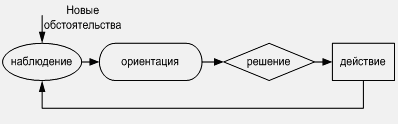 Новые
обстоятельства
наблюдение
ориентация
решение
действие